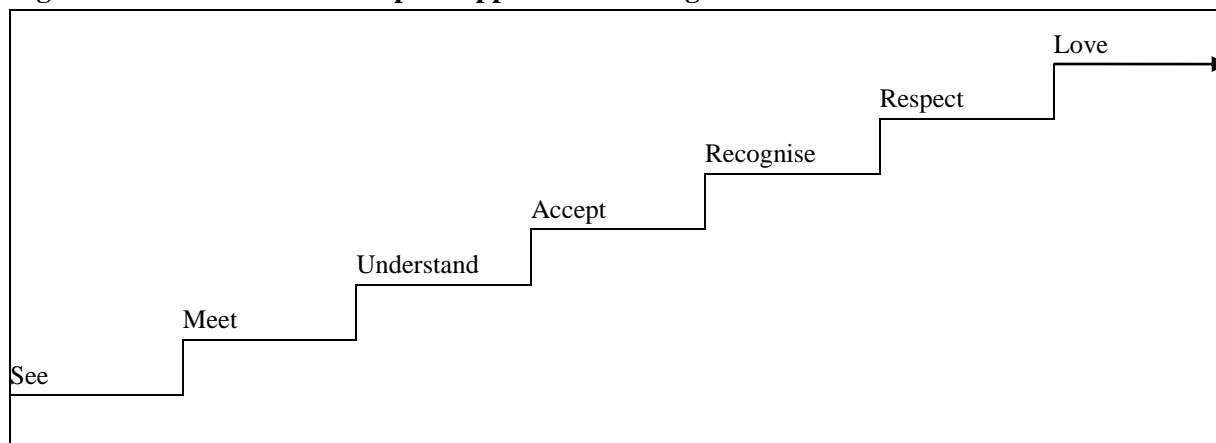 Love
Respect
Recognise
Accept
Understand
Meet
See